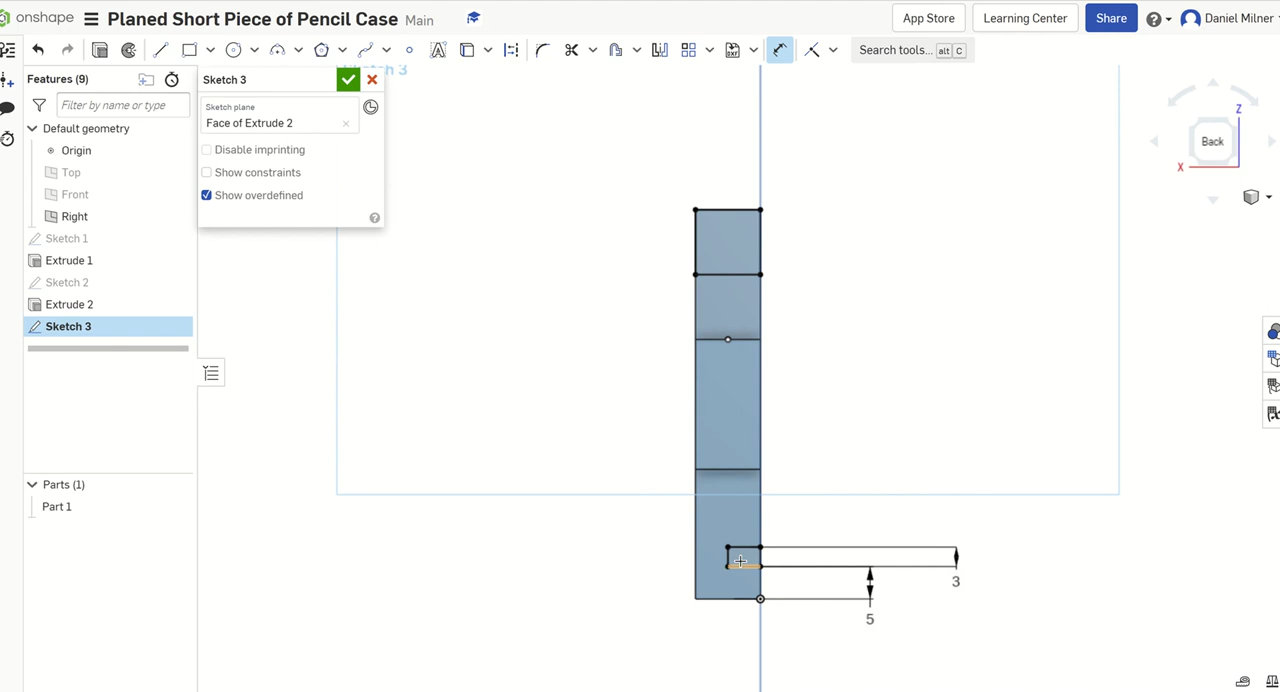 onshape Planed Short Piece of Pencil Case Main App Store Learning Center Share Daniel Milner
Search tools... alt C
Features (9)
Filter by name or type
Default geometry
Origin
Top
Front
Right
Sketch 1
Extrude 1
Sketch 2
Extrude 2
Sketch 3
Parts (1)
Part 1
Sketch 3
Sketch plane
Face of Extrude 2
Disable imprinting
Show constraints
Show overdefined
ch 3
Z
Back
X
3
5